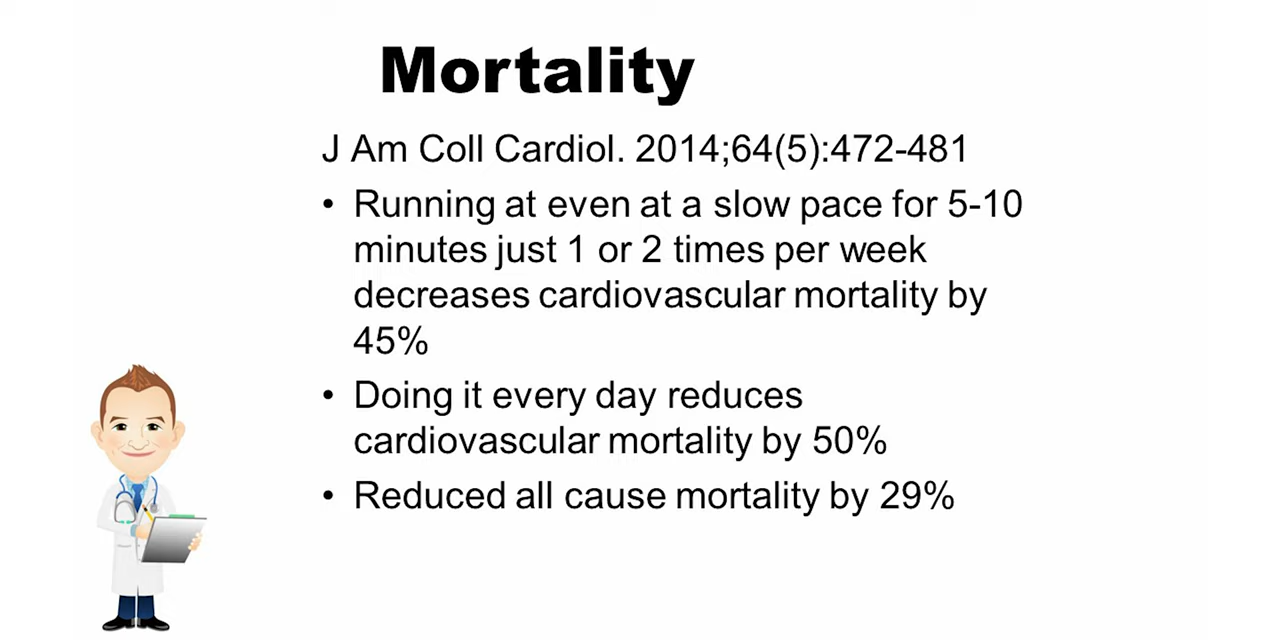 Mortality
J Am Coll Cardiol. 2014;64(5):472-481
• Running at even at a slow pace for 5-10
minutes just 1 or 2 times per week
decreases cardiovascular mortality by
45%
• Doing it every day reduces
cardiovascular mortality by 50%
• Reduced all cause mortality by 29%